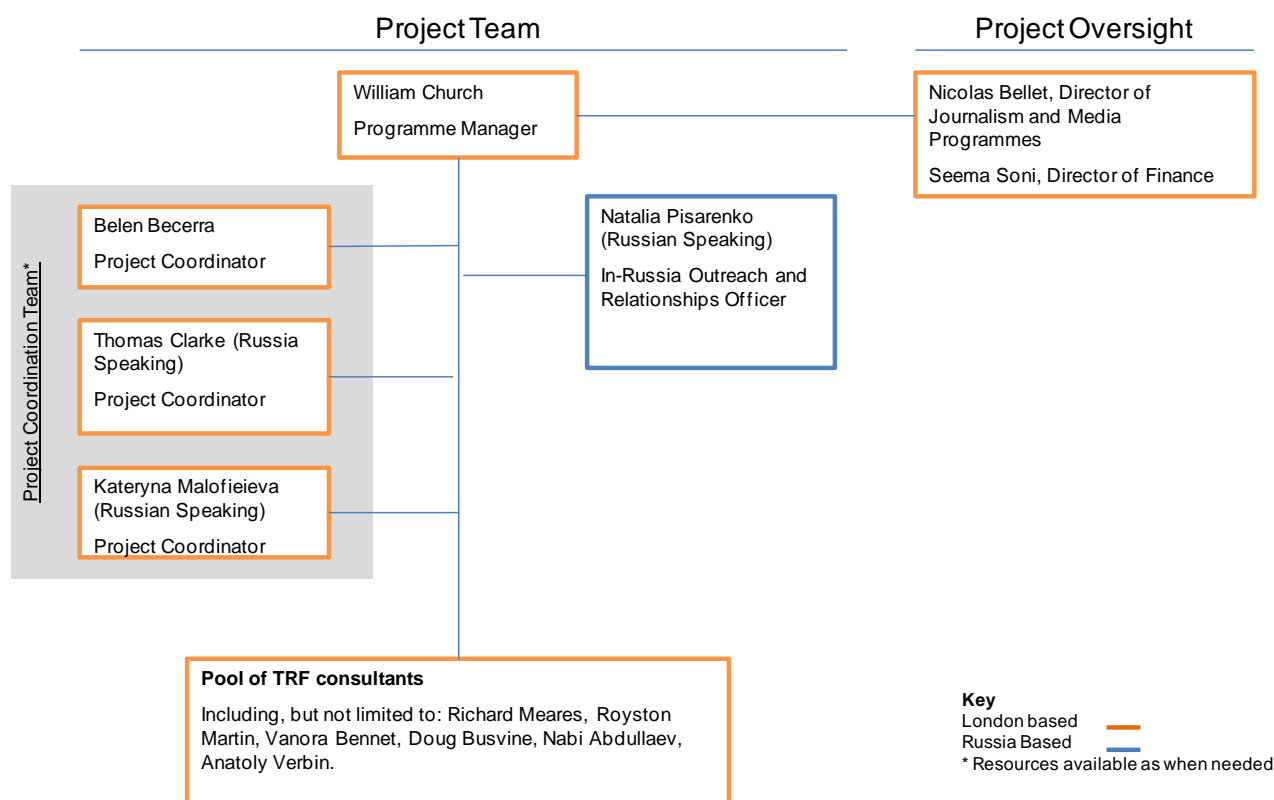 Project Team
Project Oversight
William Church
Programme Manager
Nicolas Bellet, Director of
Journalism and Media
Programmes
Seema Soni, Director of Finance
Project Coordination Team*
Belen Becerra
Project Coordinator
Natalia Pisarenko
(Russian Speaking)
In-Russia Outreach and
Relationships Officer
Thomas Clarke (Russia
Speaking)
Project Coordinator
Kateryna Malofieieva
(Russian Speaking)
Project Coordinator
Pool of TRF consultants
Including, but not limited to: Richard Meares, Royston
Martin, Vanora Bennet, Doug Busvine, Nabi Abdullaev,
Anatoly Verbin.
Key
London based
Russia Based
* Resources available as when needed